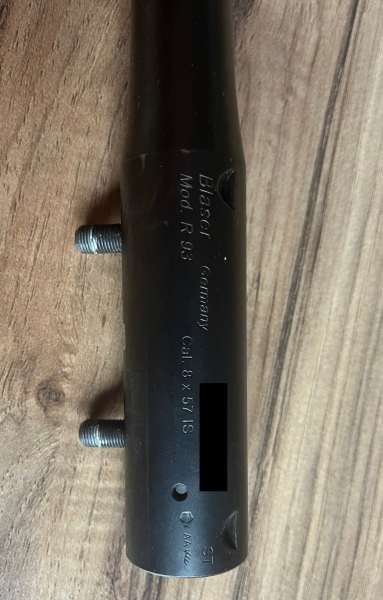 Blaser Germany
Mod. R 93
Cal. 8 x 57 IS
ST